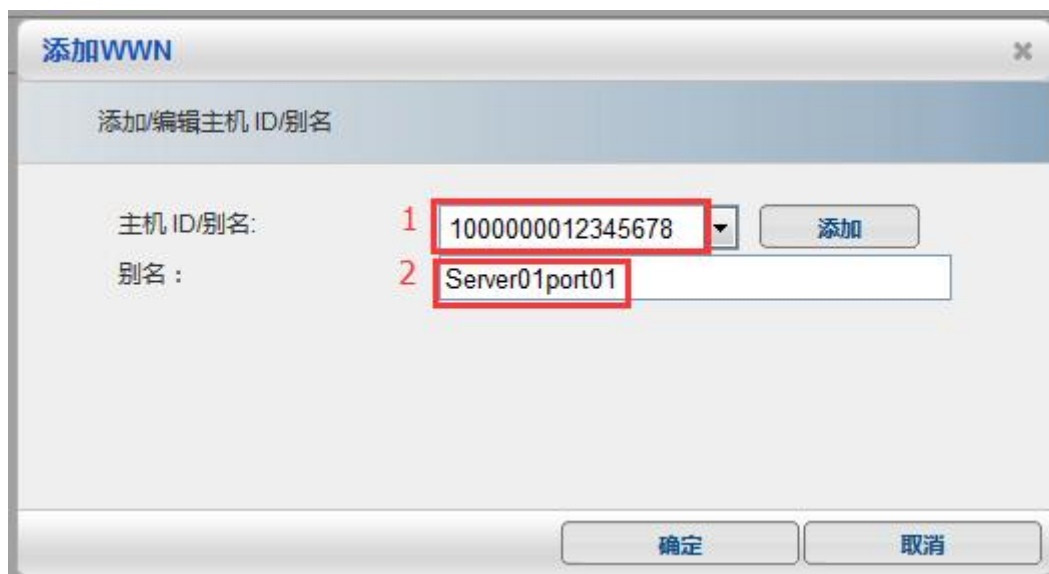 添加WWN
添加/编辑主机 ID/别名
主机 ID/别名: 1 1000000012345678 添加
别名： 2 Server01port01
确定 取消